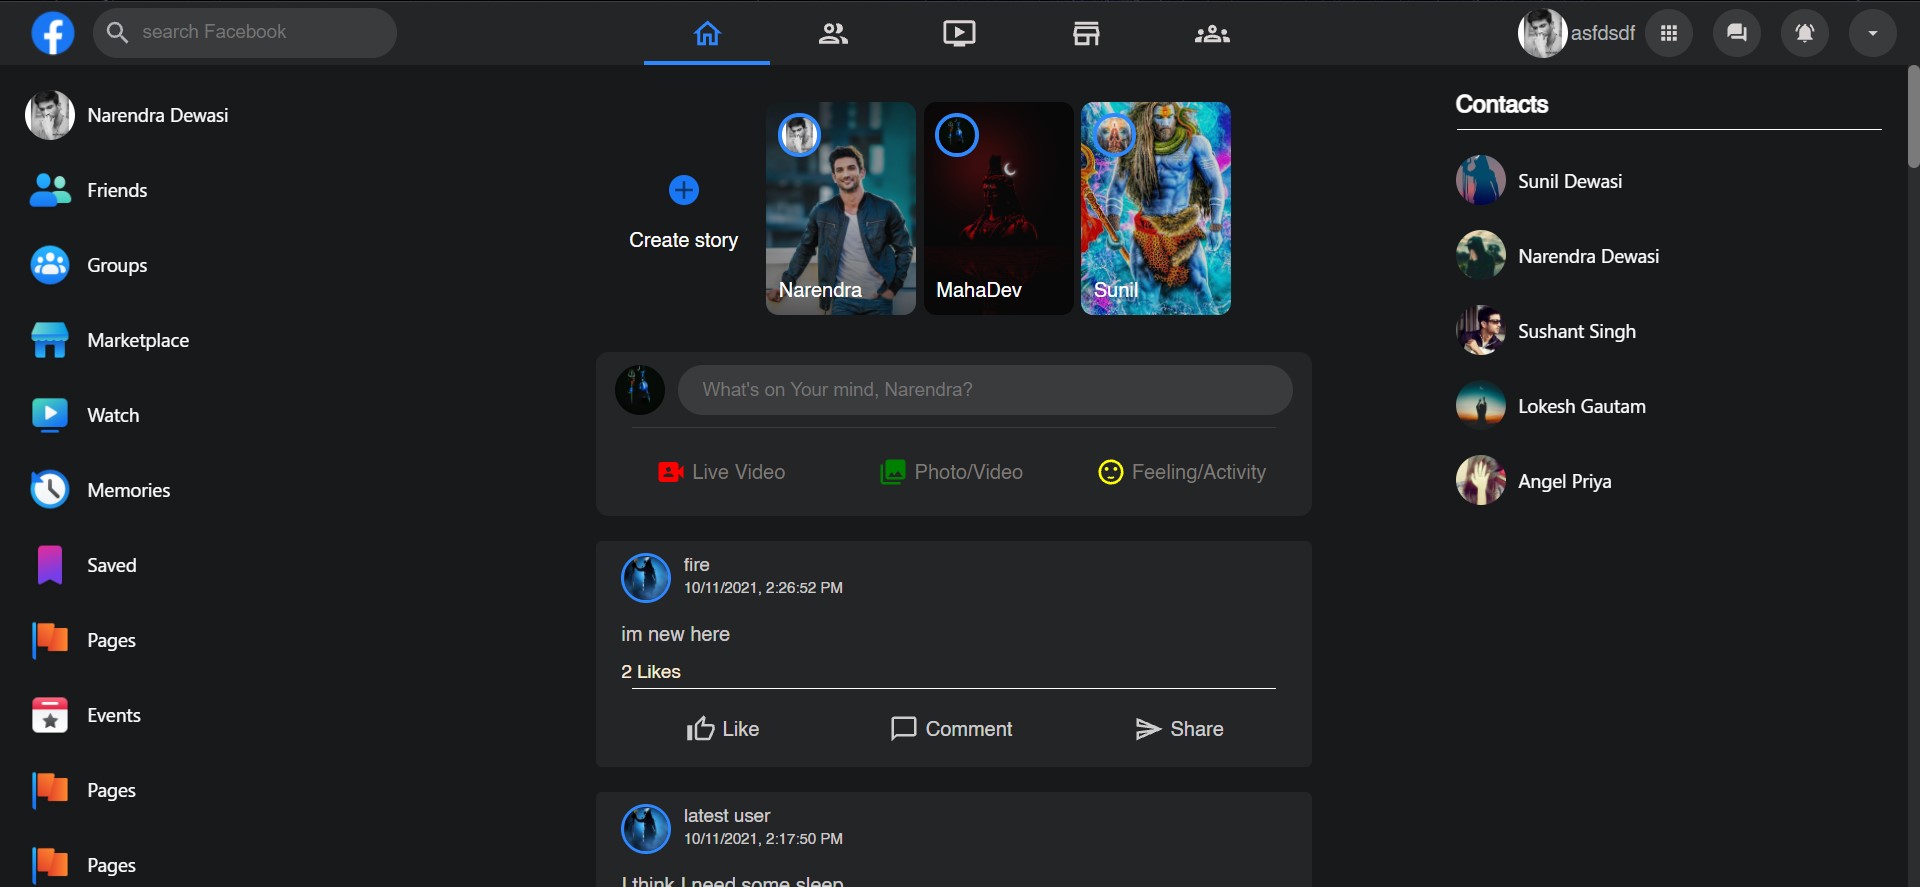 search Facebook
asfdsdf
Narendra Dewasi
Friends
Groups
Marketplace
Watch
Memories
Saved
Pages
Events
Pages
Pages
Create story
Narendra
MahaDev
Sunil
What's on Your mind, Narendra?
Live Video
Photo/Video
Feeling/Activity
fire
10/11/2021, 2:26:52 PM
im new here
2 Likes
Like
Comment
Share
latest user
10/11/2021, 2:17:50 PM
I think I need some sleep
Contacts
Sunil Dewasi
Narendra Dewasi
Sushant Singh
Lokesh Gautam
Angel Priya